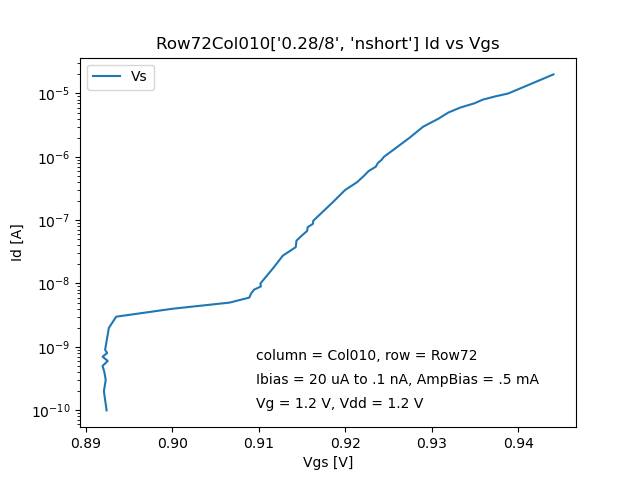 Row72Col010['0.28/8', 'nshort'] Id vs Vgs
Vs
10⁻⁵
10⁻⁶
10⁻⁷
10⁻⁸
10⁻⁹
10⁻¹⁰
Id [A]
column = Col010, row = Row72
Ibias = 20 uA to .1 nA, AmpBias = .5 mA
Vg = 1.2 V, Vdd = 1.2 V
0.89 0.90 0.91 0.92 0.93 0.94
Vgs [V]